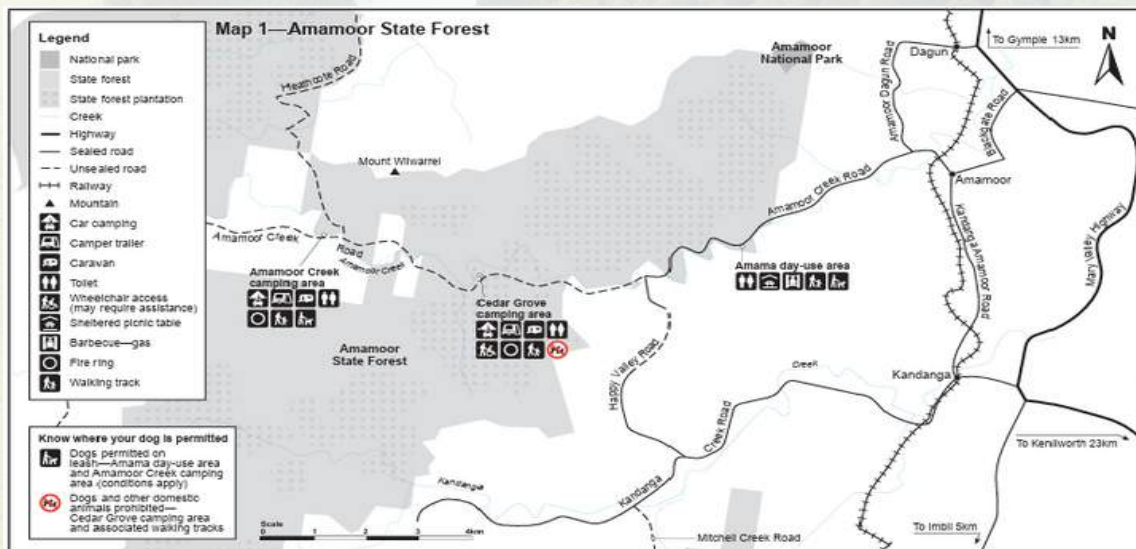 Map 1—Amamoor State Forest
Legend
National park
State forest
State forest plantation
Creek
Highway
Sealed road
Unsealed road
Railway
Mountain
Car camping
Camper trailer
Caravan
Toilet
Wheelchair access
(may require assistance)
Sheltered picnic table
Barbecue—gas
Fire ring
Walking track
Know where your dog is permitted
Dogs permitted on
leash—Amama day-use area
and Amamoor Creek camping
area (conditions apply)
Dogs and other domestic
animals prohibited—
Cedar Grove camping area
and associated walking tracks
Heathcote Road
Mount Wilwarrel
Amamoor Creek
Road
Amamoor Creek
Amamoor Creek
camping area
Cedar Grove
camping area
Amamoor
State Forest
Amamoor
National Park
Amamoor Dagun Road
Dagun
To Gympie 13km
N
Blackgate Road
Amamoor
Amamoor Creek Road
Amama day-use area
Kandanga Amamoor Road
Mary Valley Highway
Happy Valley Road
Creek
Kandanga
Creek Road
Kandanga
Kandanga
To Kenilworth 23km
To Imbil 5km
Mitchell Creek Road
Scale
0 1 2 3 4km